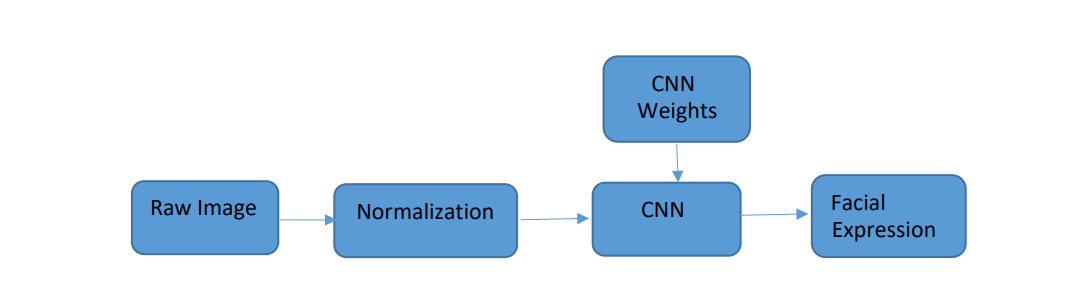 CNN
Weights
Raw Image
Normalization
CNN
Facial
Expression